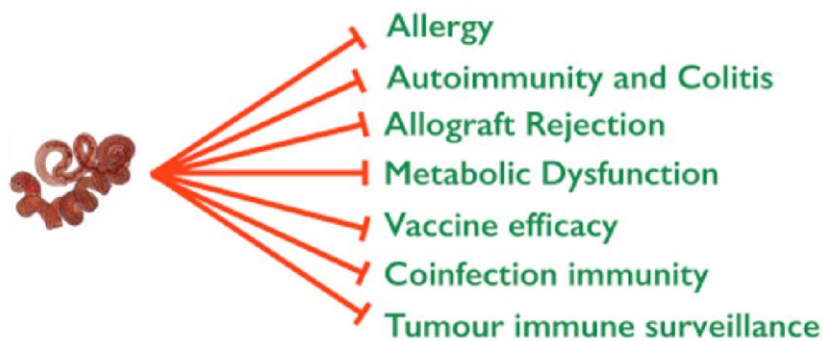 Allergy
Autoimmunity and Colitis
Allograft Rejection
Metabolic Dysfunction
Vaccine efficacy
Coinfection immunity
Tumour immune surveillance